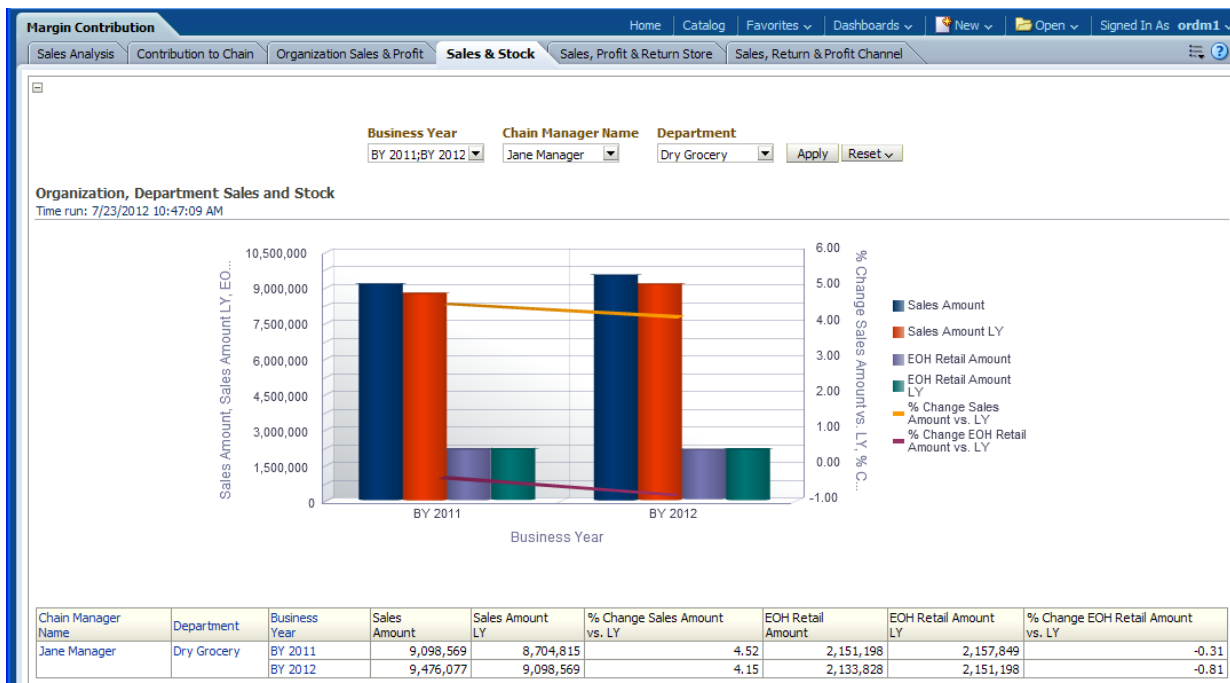 Margin Contribution
Home Catalog Favorites Dashboards New Open Signed In As ordm1
Sales Analysis Contribution to Chain Organization Sales & Profit Sales & Stock Sales, Profit & Return Store Sales, Return & Profit Channel
Business Year Chain Manager Name Department
BY 2011;BY 2012 Jane Manager Dry Grocery Apply Reset
Organization, Department Sales and Stock
Time run: 7/23/2012 10:47:09 AM
Sales Amount, Sales Amount LY, EO...
10,500,000
9,000,000
7,500,000
6,000,000
4,500,000
3,000,000
1,500,000
0
BY 2011 BY 2012
Business Year
6.00
5.00
4.00
3.00
2.00
1.00
0.00
-1.00
% Change Sales Amount vs. LY, % C...
Sales Amount
Sales Amount LY
EOH Retail Amount
EOH Retail Amount
LY
% Change Sales
Amount vs. LY
% Change EOH Retail
Amount vs. LY
Chain Manager Name Department Business Year Sales Amount Sales Amount LY % Change Sales Amount vs. LY EOH Retail Amount EOH Retail Amount LY % Change EOH Retail Amount vs. LY
Jane Manager Dry Grocery BY 2011 9,098,569 8,704,815 4.52 2,151,198 2,157,849 -0.31
BY 2012 9,476,077 9,098,569 4.15 2,133,828 2,151,198 -0.81